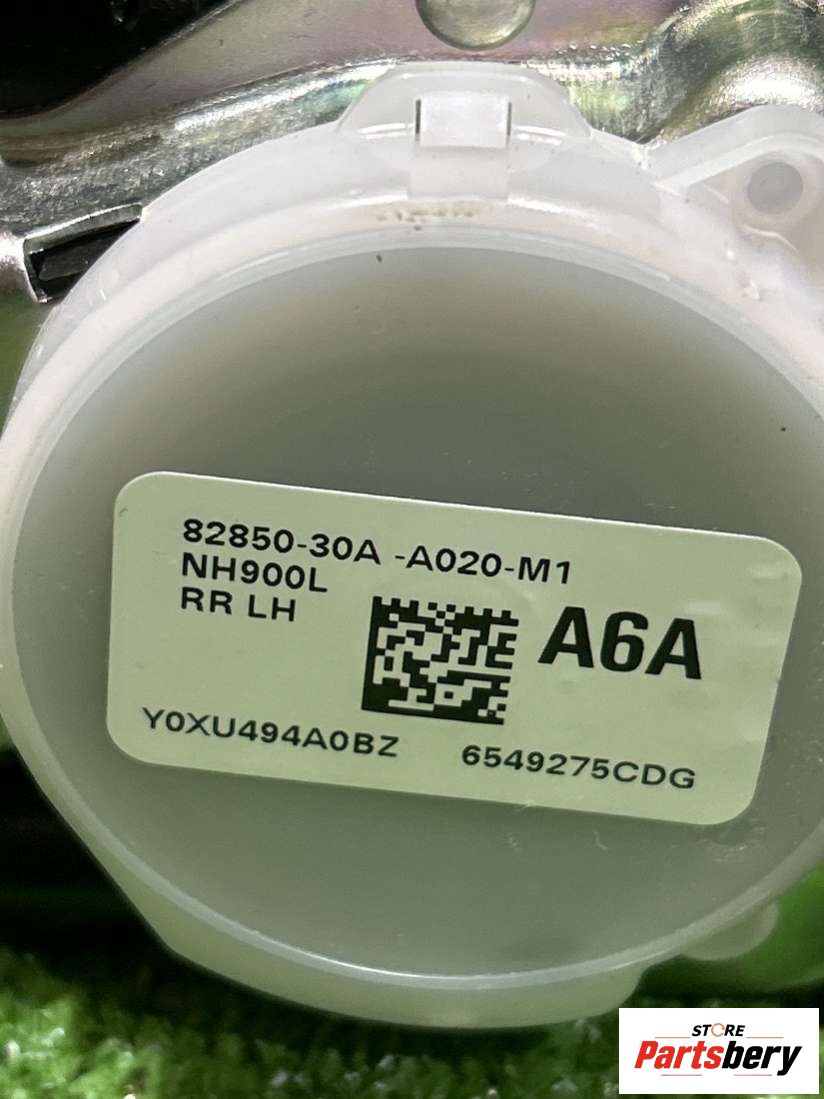 82850-30A -A020-M1
NH900L
RR LH
A6A
Y0XU494A0BZ 6549275CDG
STORE
Partsbery